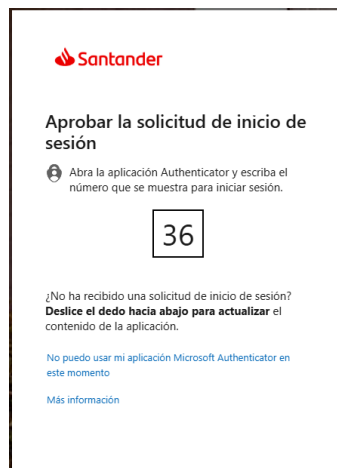 Santander
Aprobar la solicitud de inicio de
sesión
Abra la aplicación Authenticator y escriba el
número que se muestra para iniciar sesión.
36
¿No ha recibido una solicitud de inicio de sesión?
Deslice el dedo hacia abajo para actualizar el
contenido de la aplicación.
No puedo usar mi aplicación Microsoft Authenticator en
este momento
Más información